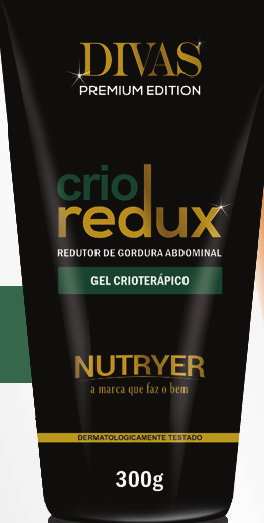 DIVAS
PREMIUM EDITION
crio
redux
REDUTOR DE GORDURA ABDOMINAL
GEL CRIOTERÁPICO
NUTRYER
a marca que faz o bem
DERMATOLOGICAMENTE TESTADO
300g